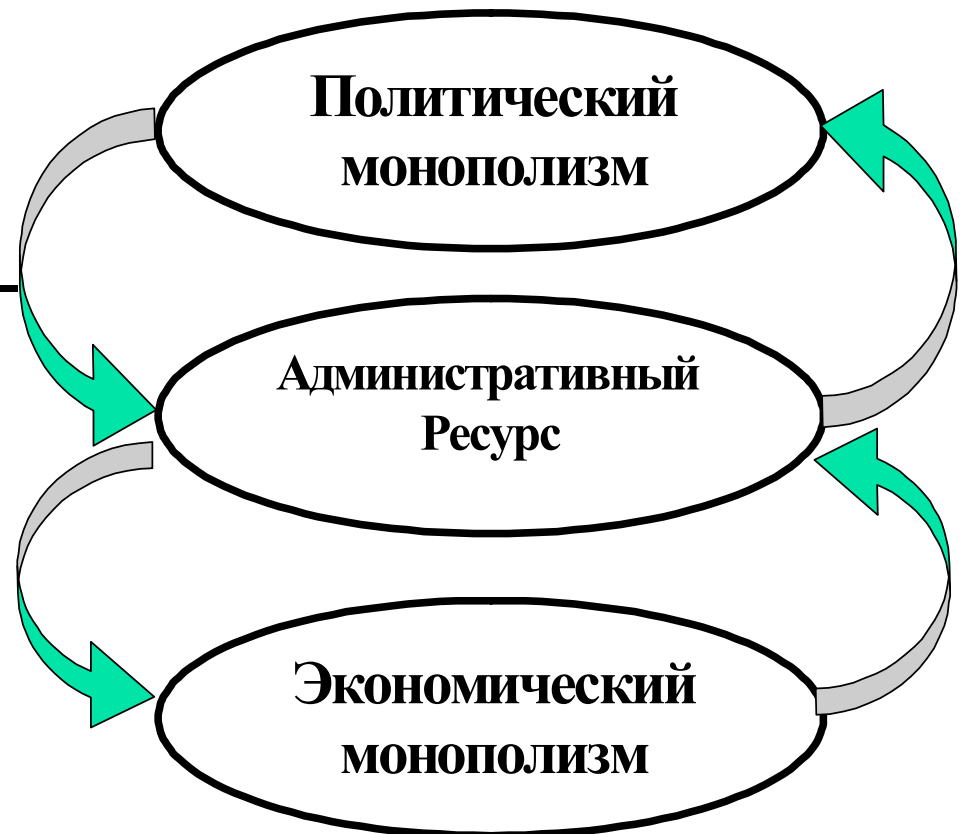 Политический
монополизм
Административный
Ресурс
Экономический
монополизм